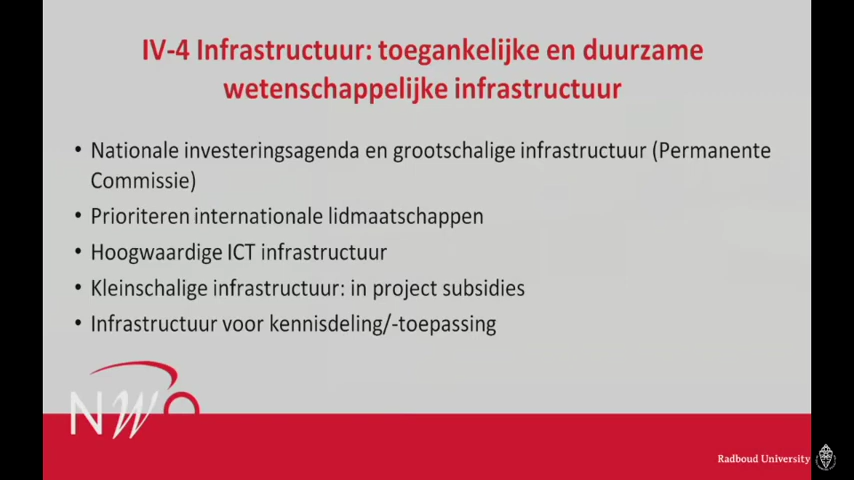 IV-4 Infrastructuur: toegankelijke en duurzame
wetenschappelijke infrastructuur
• Nationale investeringsagenda en grootschalige infrastructuur (Permanente
Commissie)
• Prioriteren internationale lidmaatschappen
• Hoogwaardige ICT infrastructuur
• Kleinschalige infrastructuur: in project subsidies
• Infrastructuur voor kennisdeling/-toepassing
NWO
Radboud University